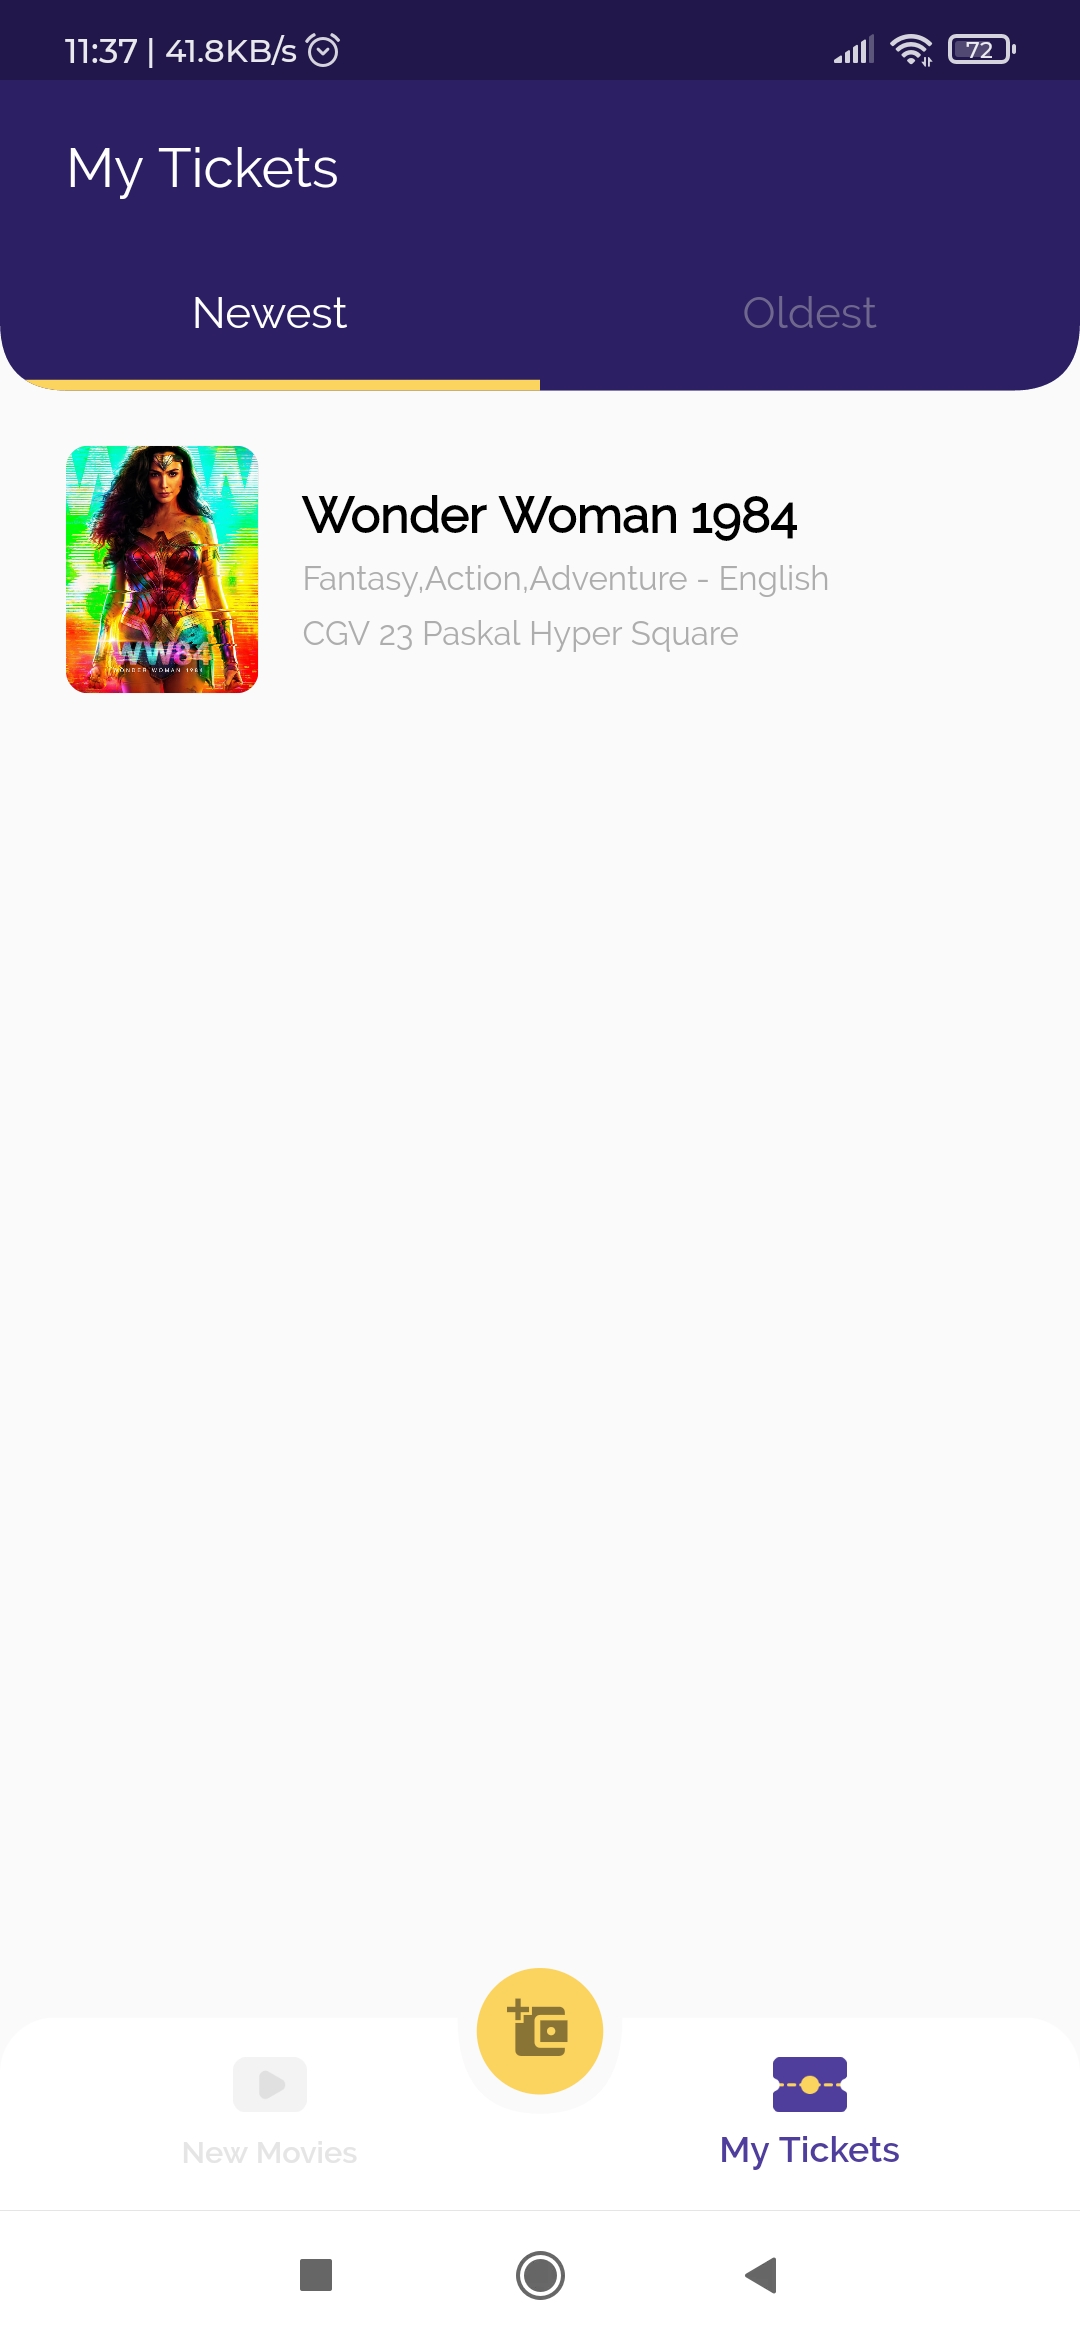 11:37 | 41.8KB/s
72
My Tickets
Newest
Oldest
WW84
WONDER WOMAN 1984
Wonder Woman 1984
Fantasy,Action,Adventure - English
CGV 23 Paskal Hyper Square
New Movies
My Tickets